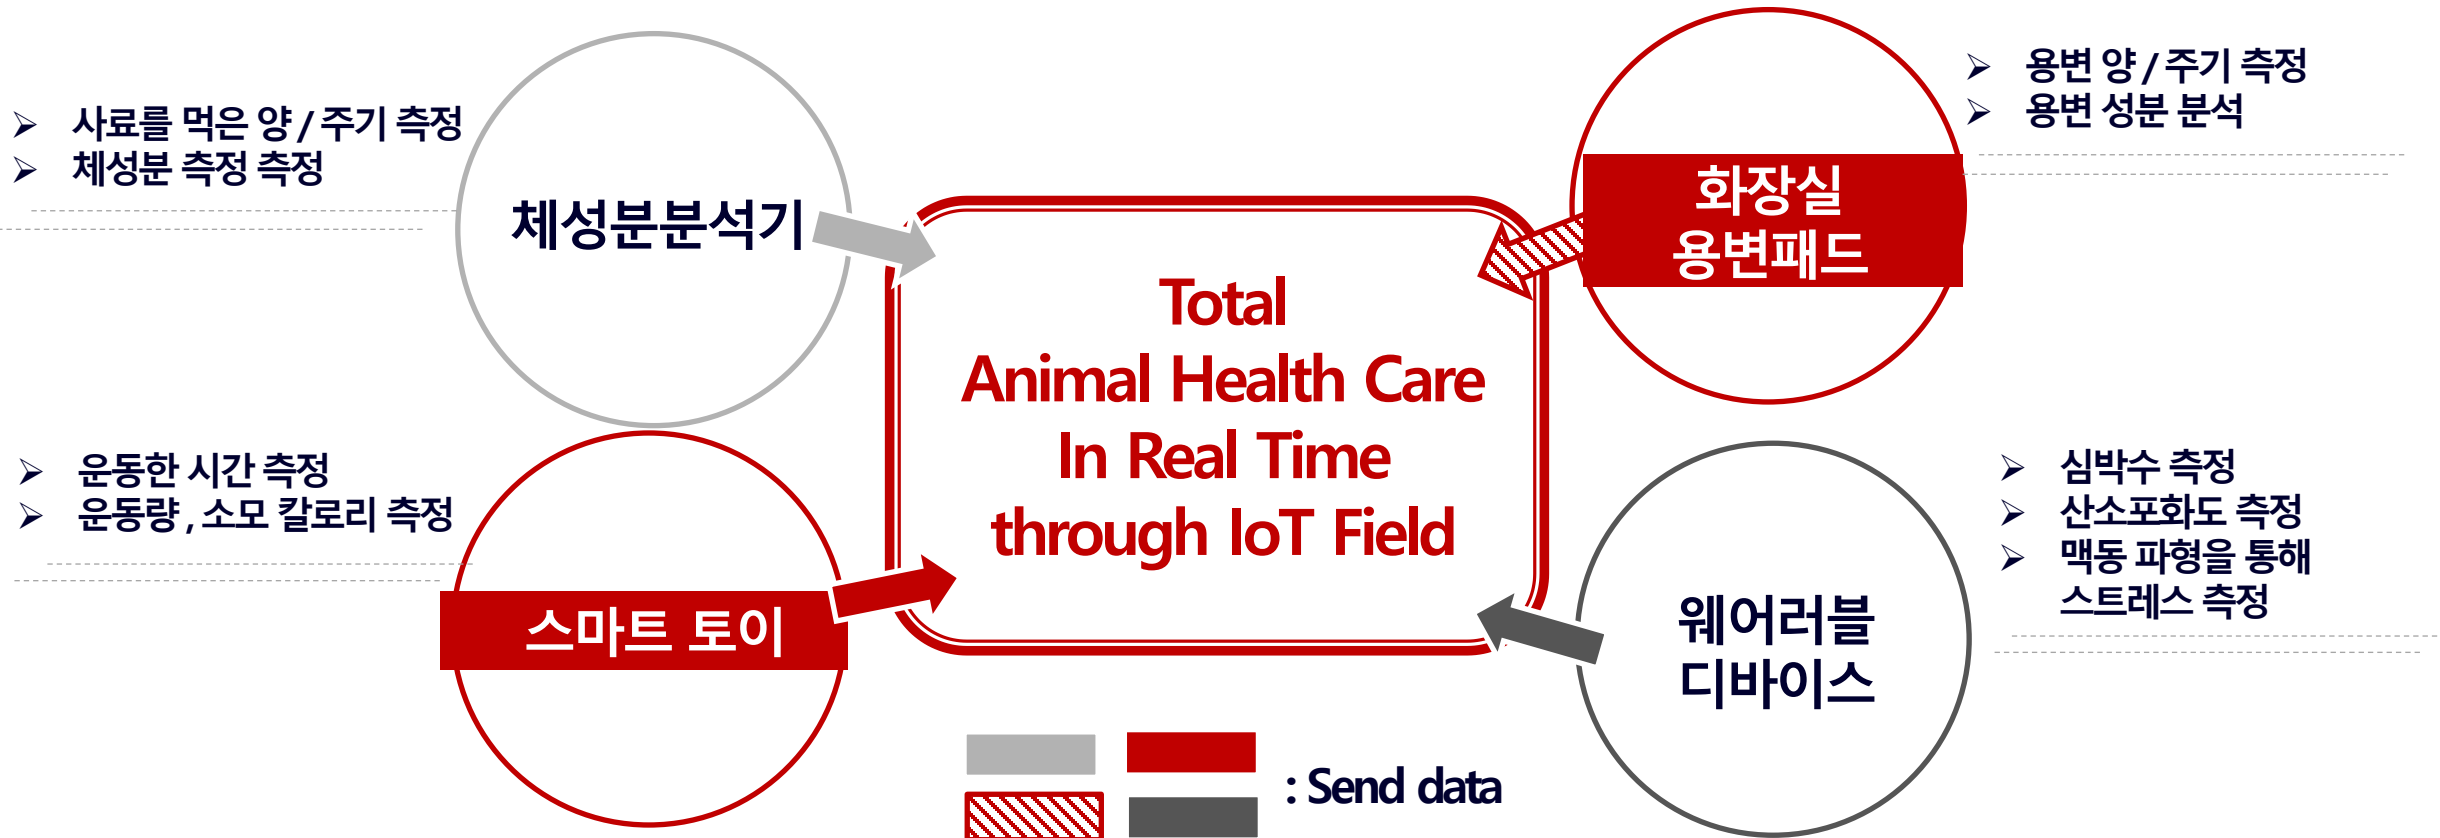 ➢ 사료를 먹은 양 / 주기 측정
➢ 체성분 측정 측정
체성분분석기
➢ 용변 양 / 주기 측정
➢ 용변 성분 분석
화장실
용변패드
Total
Animal Health Care
In Real Time
through IoT Field
➢ 운동한 시간 측정
➢ 운동량 , 소모 칼로리 측정
스마트 토이
➢ 심박수 측정
➢ 산소포화도 측정
➢ 맥동 파형을 통해
스트레스 측정
웨어러블
디바이스
: Send data